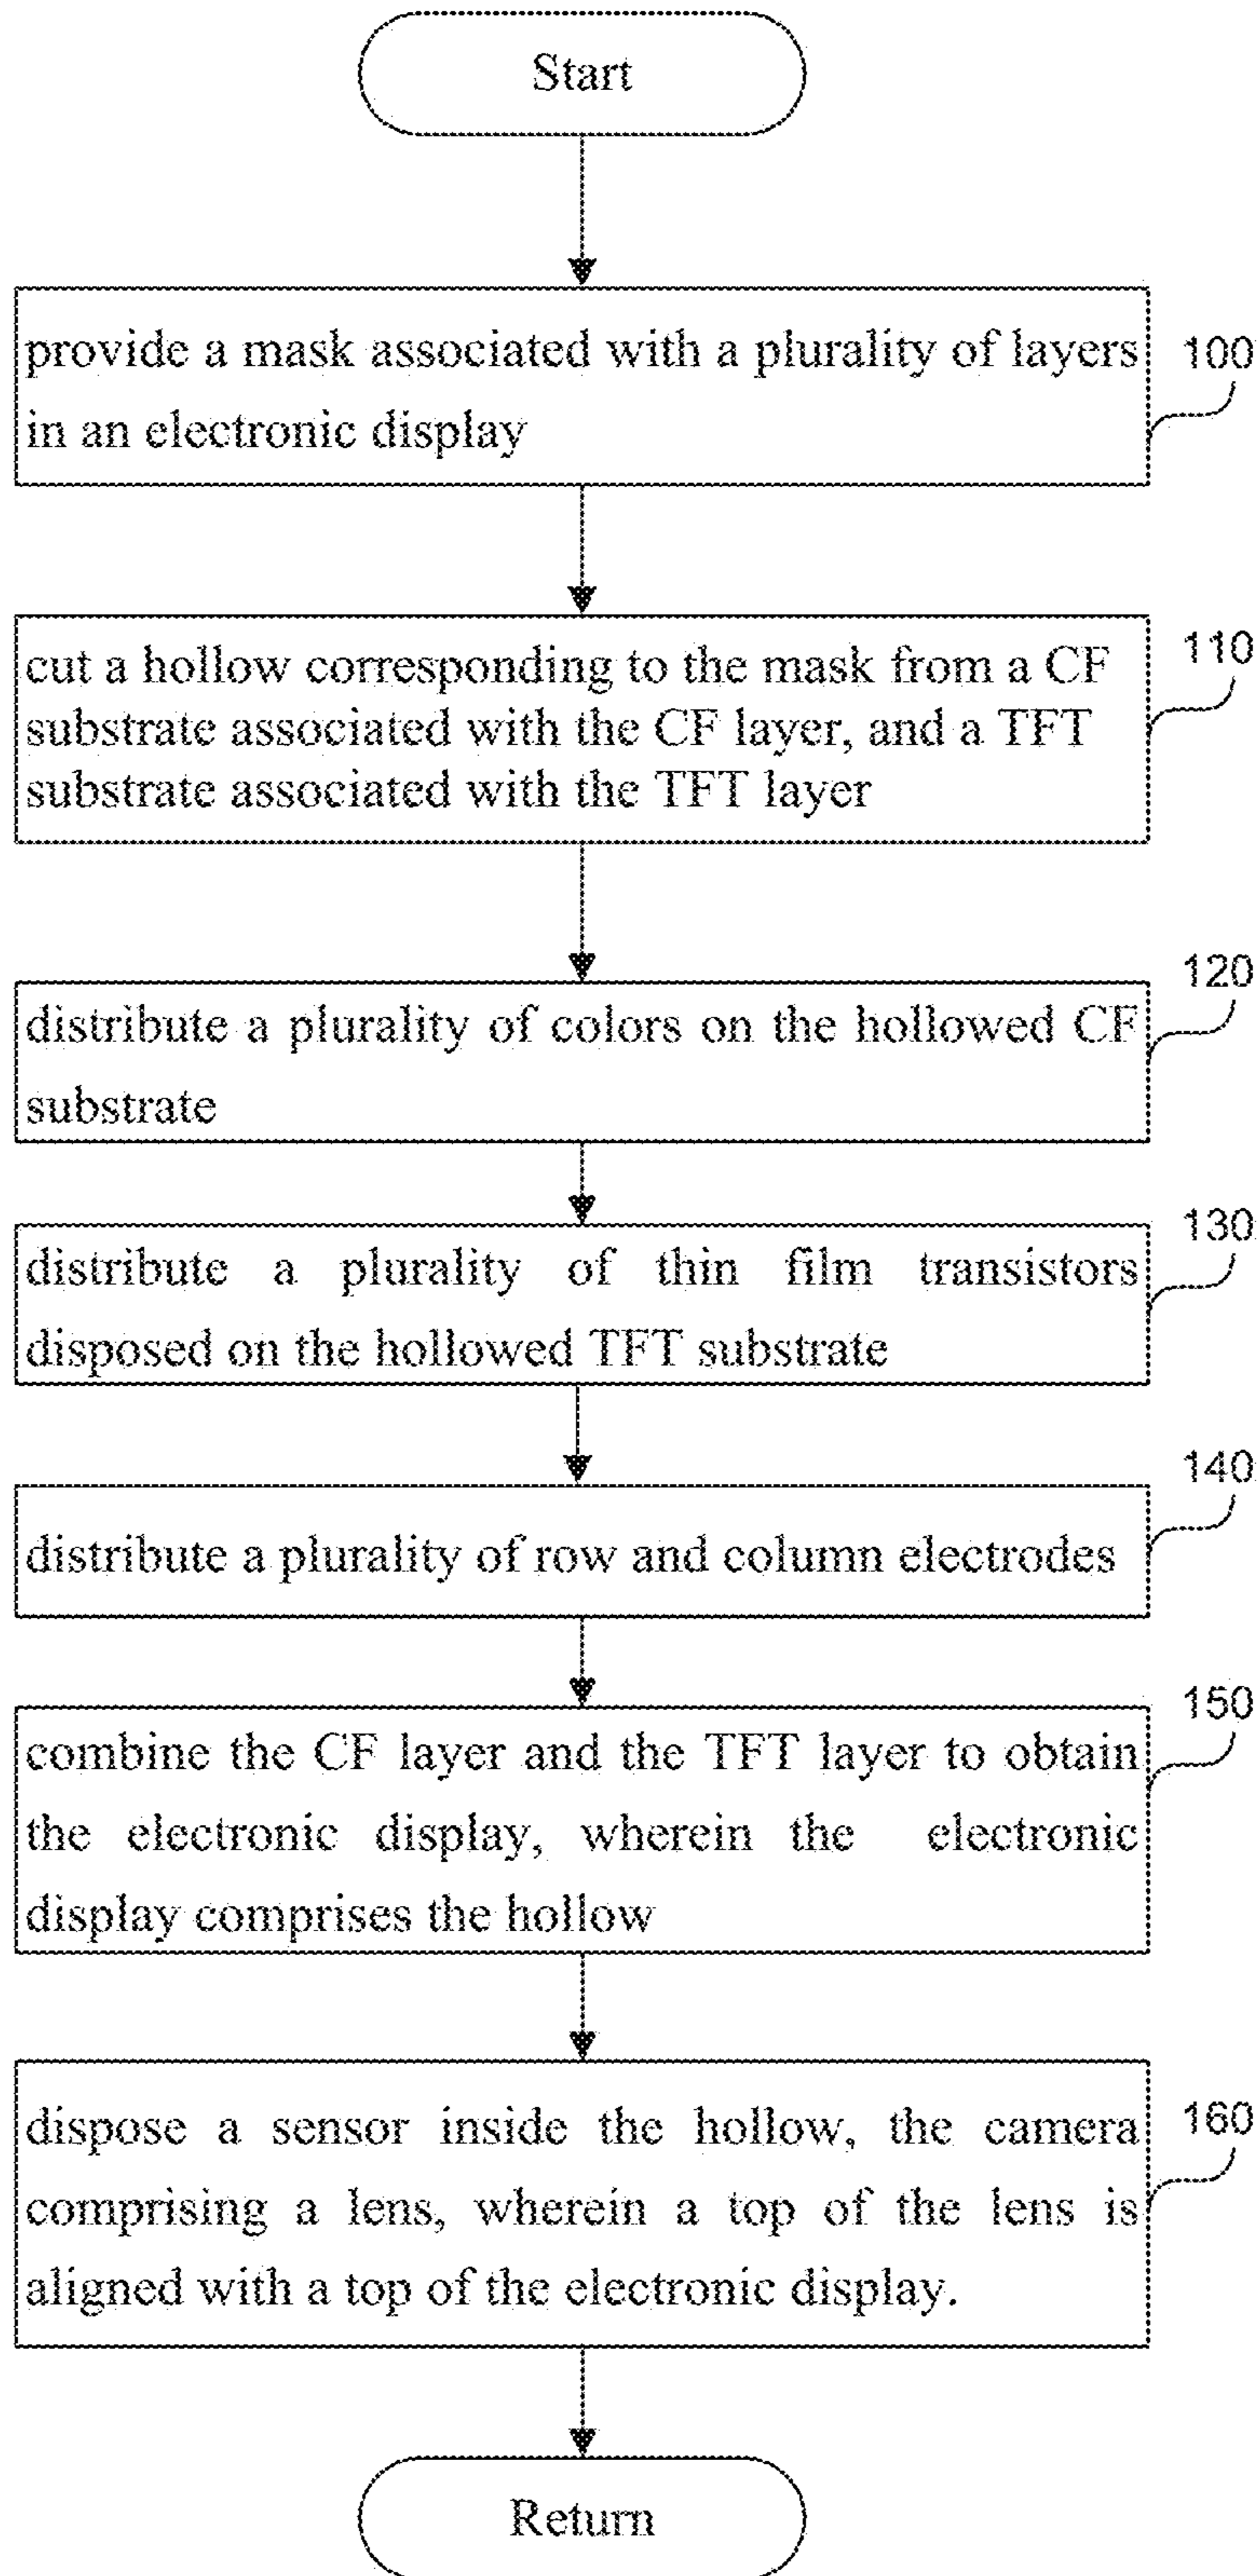 Start
provide a mask associated with a plurality of layers
100
in an electronic display
cut a hollow corresponding to the mask from a CF
110
substrate associated with the CF layer, and a TFT
substrate associated with the TFT layer
120
distribute a plurality of colors on the hollowed CF
substrate
130
distribute a plurality of thin film transistors
disposed on the hollowed TFT substrate
140
distribute a plurality of row and column electrodes
150
combine the CF layer and the TFT layer to obtain
the electronic display, wherein the electronic
display comprises the hollow
160
dispose a sensor inside the hollow, the camera
comprising a lens, wherein a top of the lens is
aligned with a top of the electronic display.
Return